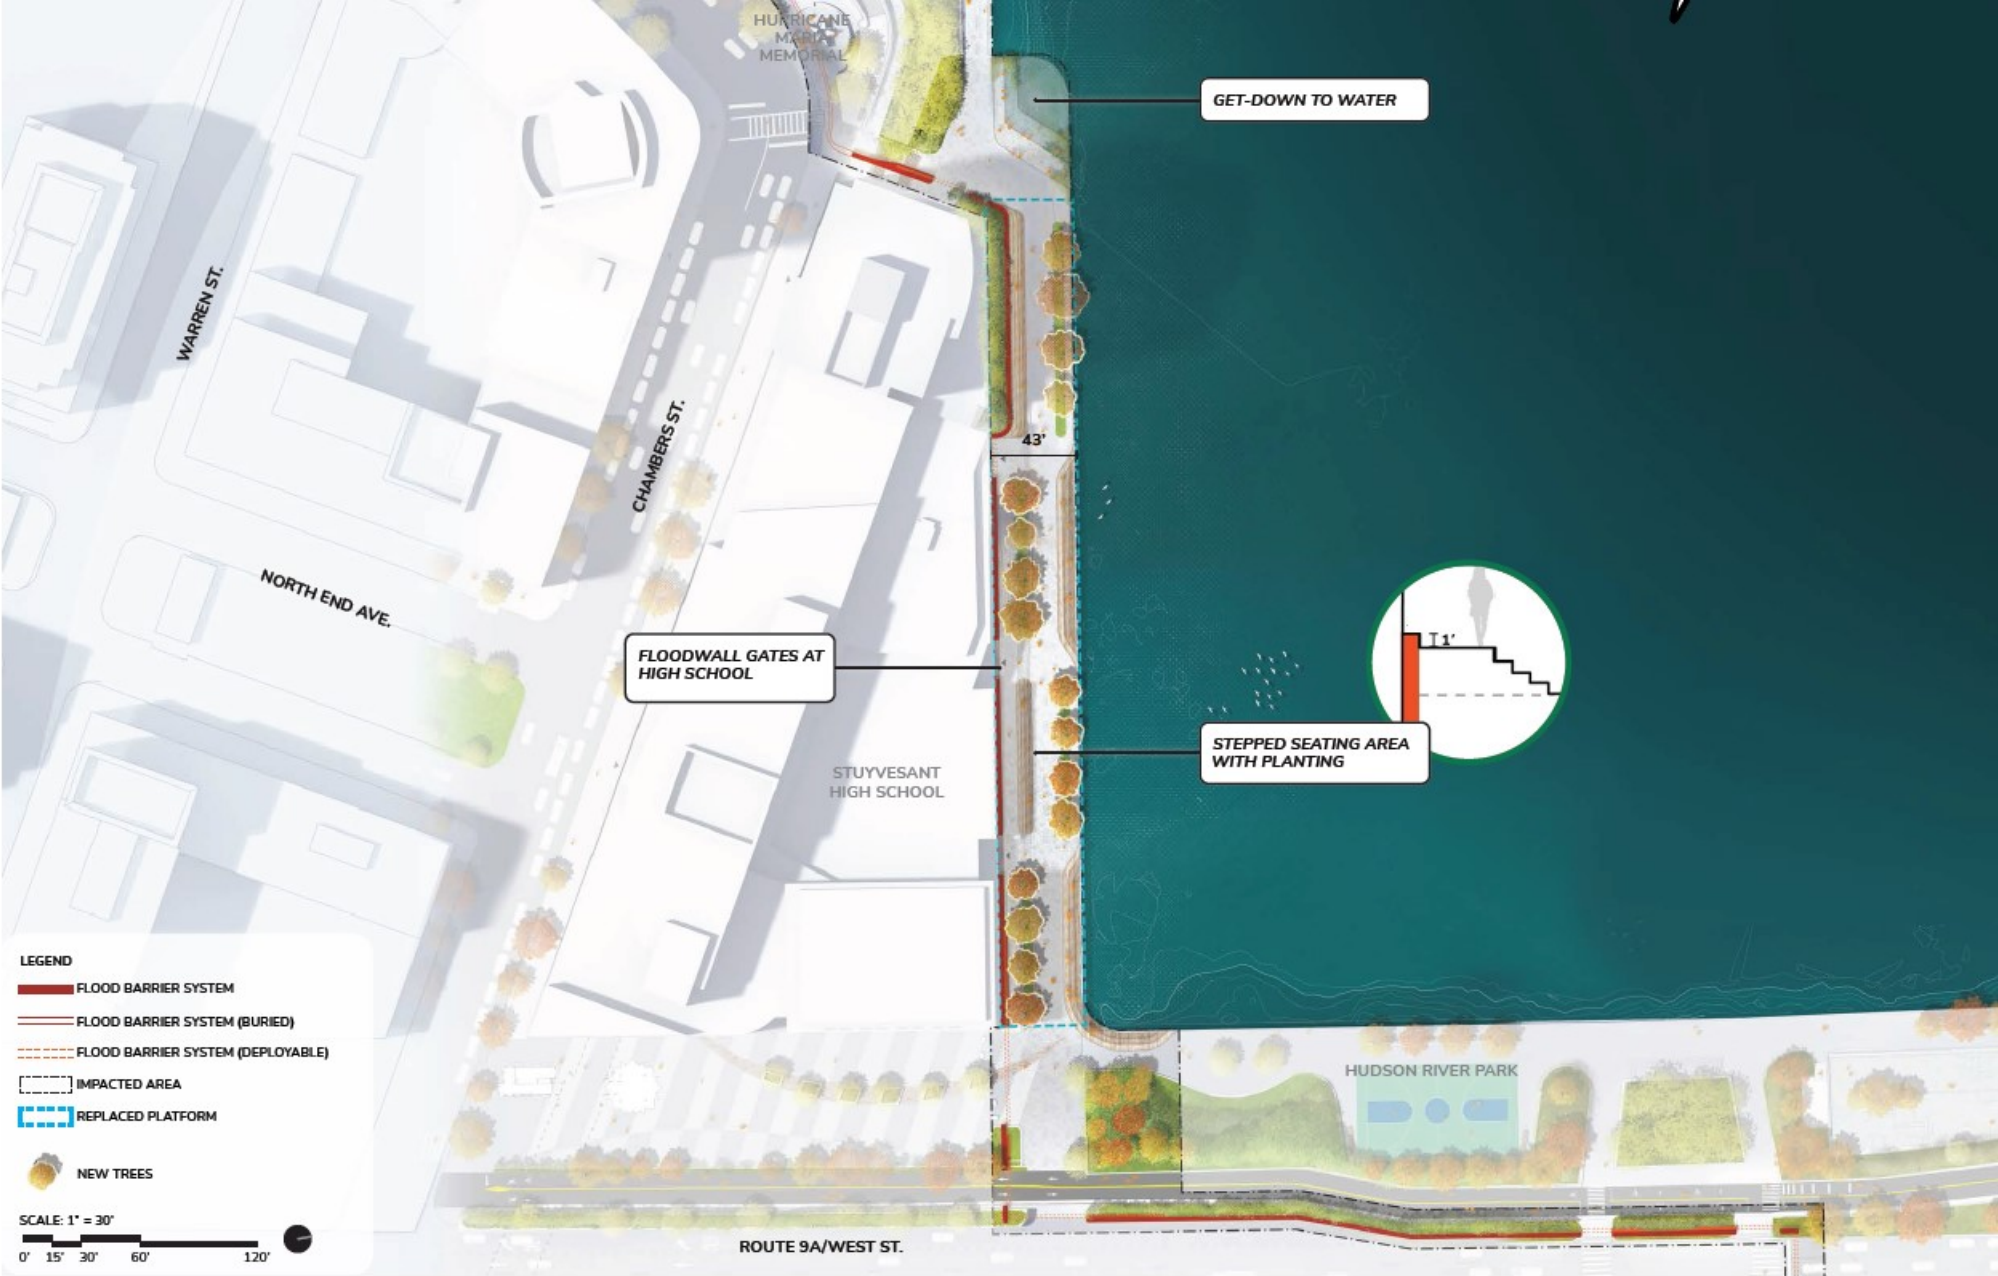 HURRICANE
MARIA
MEMORIAL
GET-DOWN TO WATER
WARREN ST.
CHAMBERS ST.
43'
NORTH END AVE.
FLOODWALL GATES AT
HIGH SCHOOL
1'
STEPPED SEATING AREA
WITH PLANTING
STUYVESANT
HIGH SCHOOL
HUDSON RIVER PARK
ROUTE 9A/WEST ST.
LEGEND
FLOOD BARRIER SYSTEM
FLOOD BARRIER SYSTEM (BURIED)
FLOOD BARRIER SYSTEM (DEPLOYABLE)
IMPACTED AREA
REPLACED PLATFORM
NEW TREES
SCALE: 1" = 30'
0' 15' 30' 60' 120'